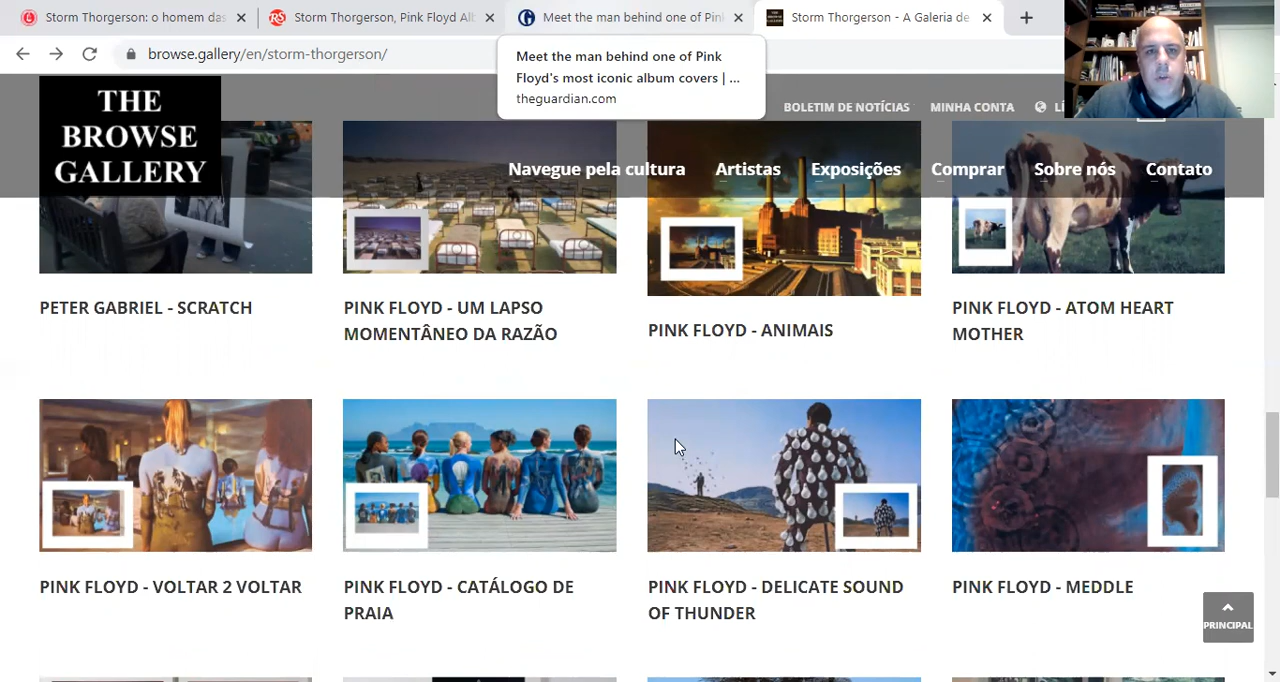 Storm Thorgerson: o homem das
Storm Thorgerson, Pink Floyd Alb
Meet the man behind one of Pink
Storm Thorgerson - A Galeria de
browse.gallery/en/storm-thorgerson/
Meet the man behind one of Pink
Floyd's most iconic album covers | ...
theguardian.com
THE
BROWSE
GALLERY
BOLETIM DE NOTÍCIAS
MINHA CONTA
Navegue pela cultura
Artistas
Exposições
Comprar
Sobre nós
Contato
PETER GABRIEL - SCRATCH
PINK FLOYD - UM LAPSO
MOMENTÂNEO DA RAZÃO
PINK FLOYD - ANIMAIS
PINK FLOYD - ATOM HEART
MOTHER
PINK FLOYD - VOLTAR 2 VOLTAR
PINK FLOYD - CATÁLOGO DE
PRAIA
PINK FLOYD - DELICATE SOUND
OF THUNDER
PINK FLOYD - MEDDLE
PRINCIPAL